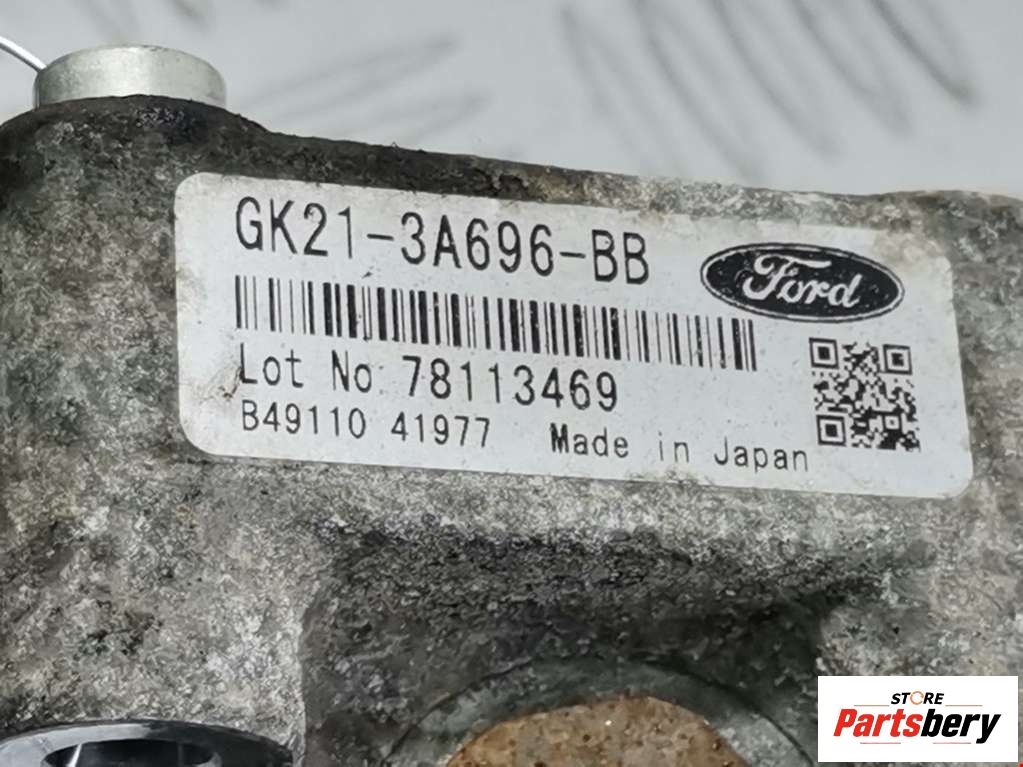 GK21-3A696-BB
Ford
Lot No 78113469
B49110 41977 Made in Japan
STORE
Partsbery